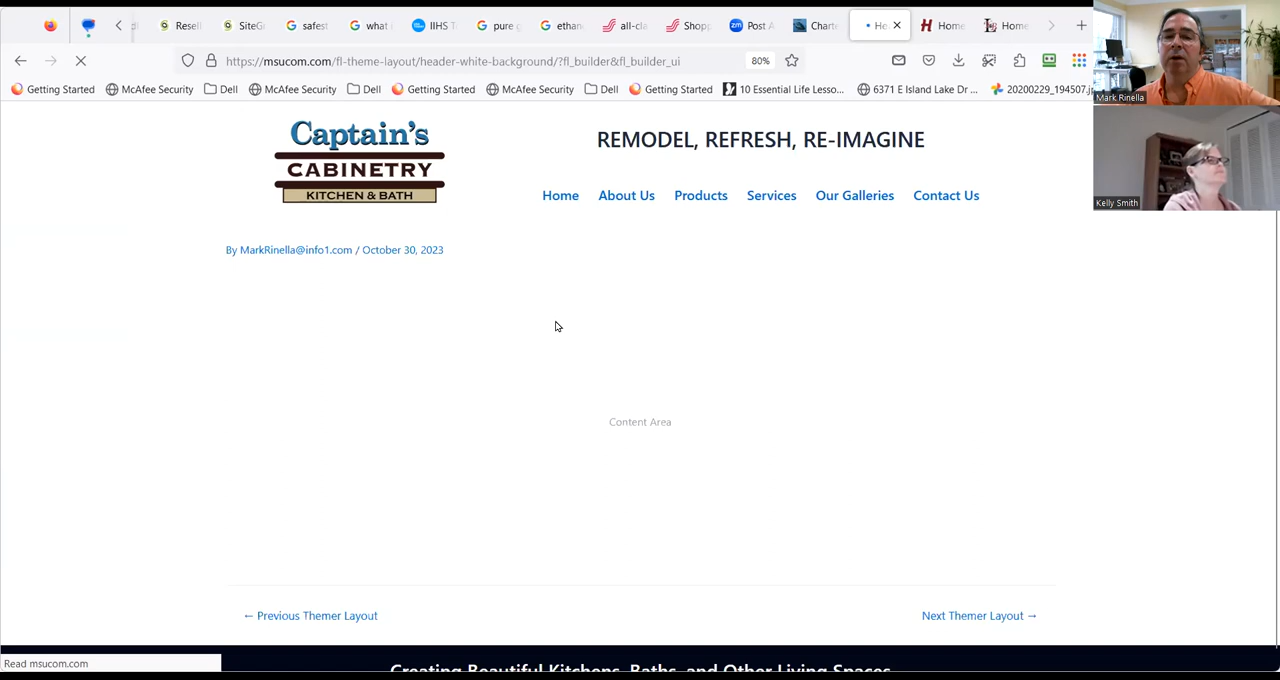 Resell
SiteGr
safest
what i
IIHS T
pure g
ethan
all-cla
Shopp
zm
Post A
Charte
He
H
Home
Home
https://msucom.com/fl-themer-layout/header-white-background/?fl_builder&fl_builder_ui
80%
Getting Started
McAfee Security
Dell
McAfee Security
Dell
Getting Started
McAfee Security
Dell
Getting Started
10 Essential Life Lesso...
6371 E Island Lake Dr ...
20200229_194507.j
Mark Rinella
Kelly Smith
Captain's
CABINETRY
KITCHEN & BATH
REMODEL, REFRESH, RE-IMAGINE
Home
About Us
Products
Services
Our Galleries
Contact Us
By MarkRinella@info1.com / October 30, 2023
Content Area
← Previous Themer Layout
Next Themer Layout →
Creating Beautiful Kitchens, Baths, and Other Living Spaces
Read msucom.com